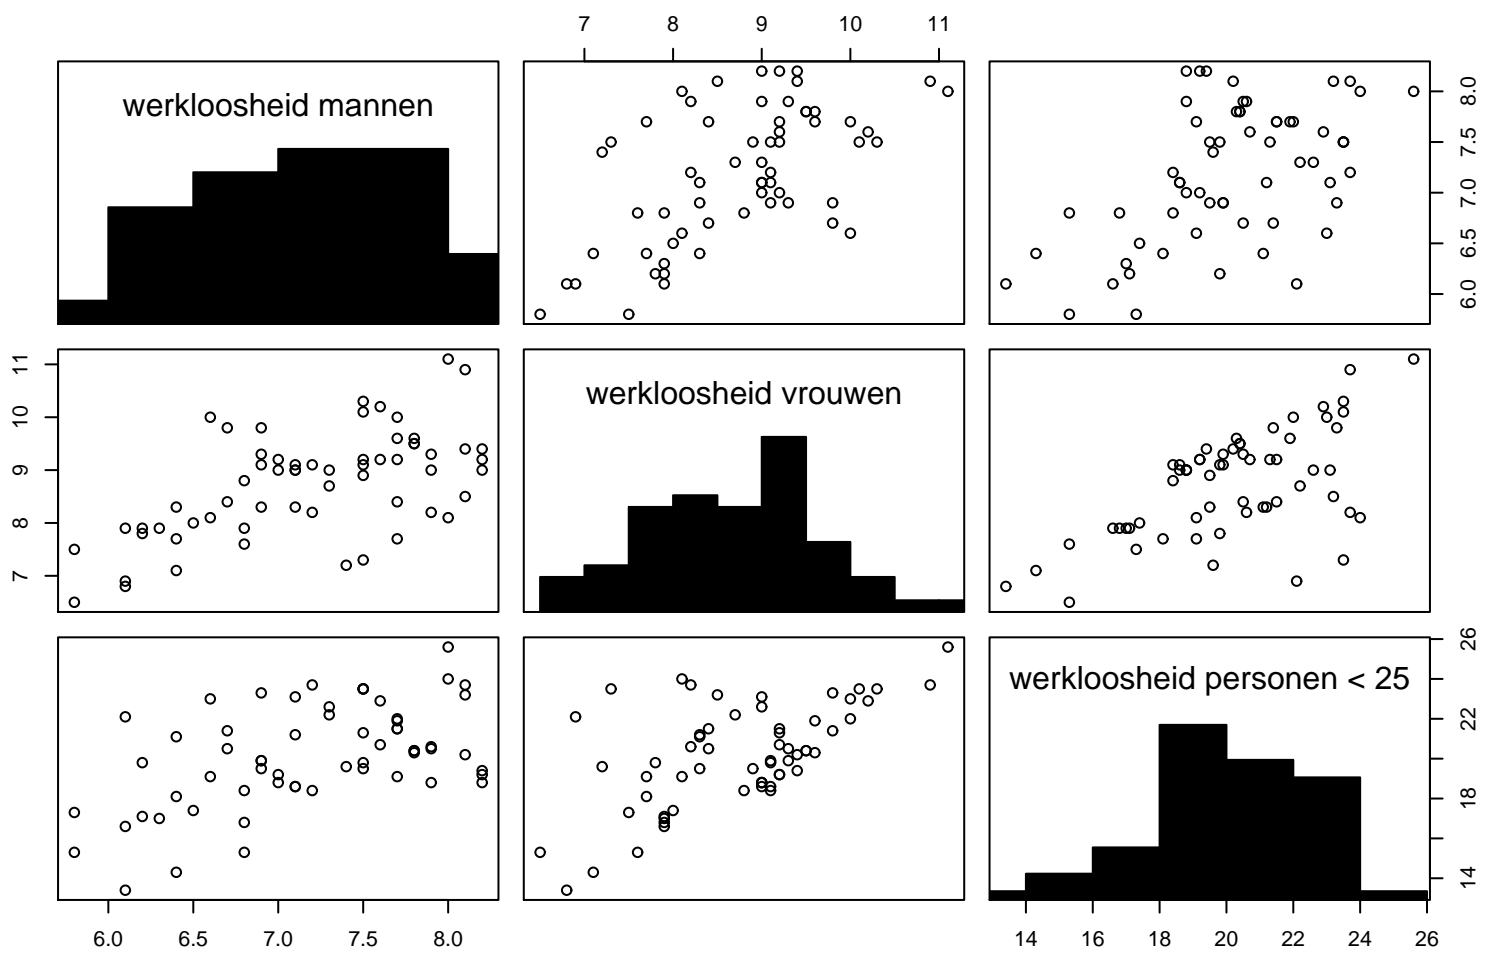 7 8 9 10 11
werkloosheid mannen
6.0 6.5 7.0 7.5 8.0
7 8 9 10 11
werkloosheid vrouwen
werkloosheid personen < 25
14 18 22 26
6.0 6.5 7.0 7.5 8.0
14 16 18 20 22 24 26